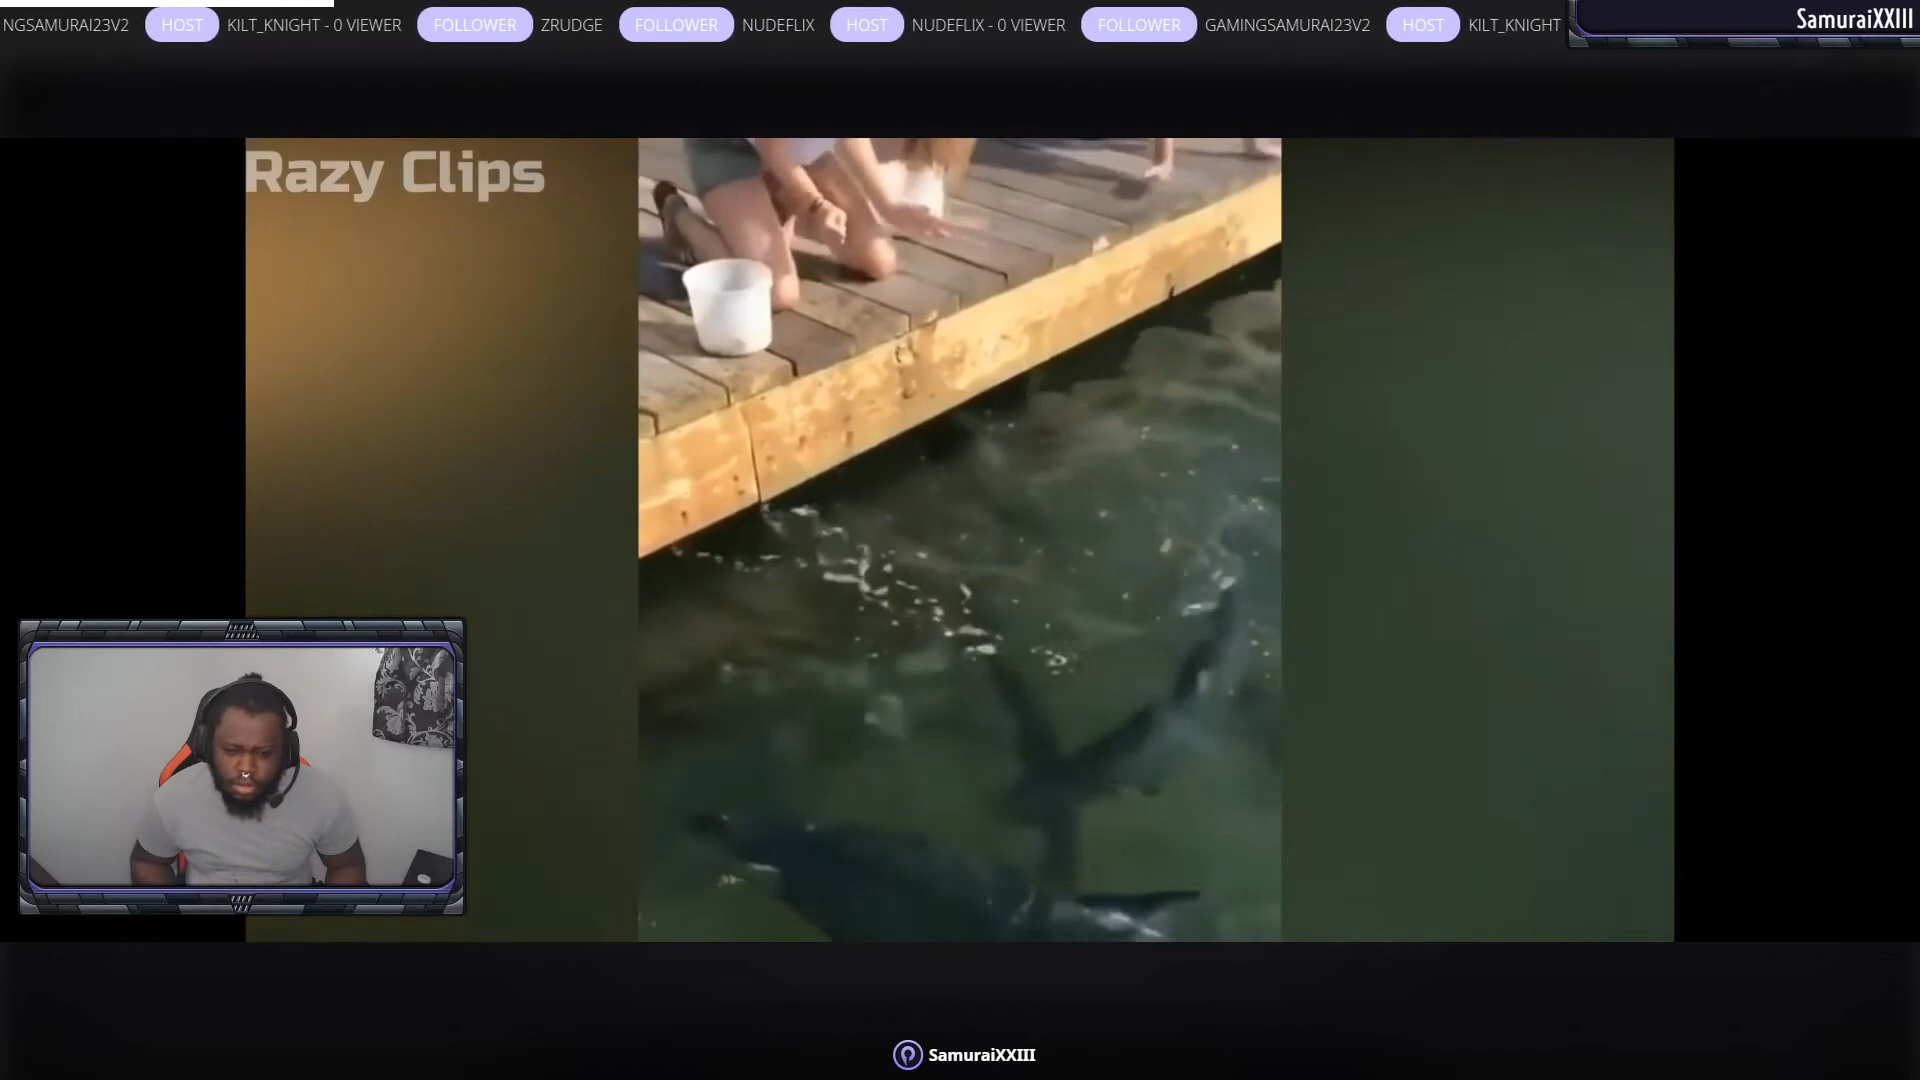 NGSAMURAI23V2 HOST KILT_KNIGHT - 0 VIEWER FOLLOWER ZRUDGE FOLLOWER NUDEFLIX HOST NUDEFLIX - 0 VIEWER FOLLOWER GAMINGSAMURAI23V2 HOST KILT_KNIGHT
SamuraiXXIII
Razy Clips
SamuraiXXIII